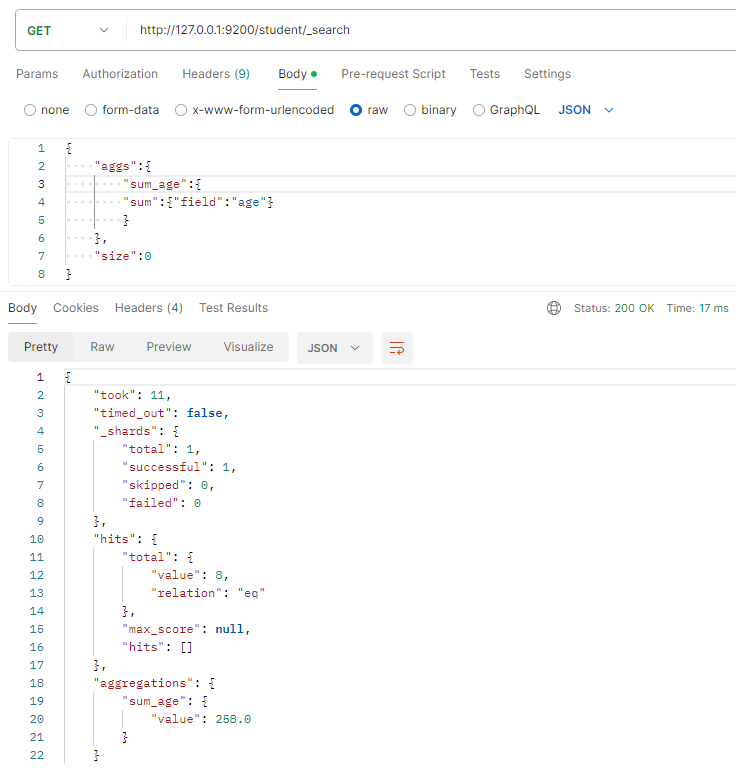 GET http://127.0.0.1:9200/student/_search
Params Authorization Headers (9) Body Pre-request Script Tests Settings
none form-data x-www-form-urlencoded raw binary GraphQL JSON
1 {
2 "aggs":{
3 "sum_age":{
4 "sum":{"field":"age"}
5 }
6 },
7 "size":0
8 }
Body Cookies Headers (4) Test Results Status: 200 OK Time: 17 ms
Pretty Raw Preview Visualize JSON
1 {
2 "took": 11,
3 "timed_out": false,
4 "_shards": {
5 "total": 1,
6 "successful": 1,
7 "skipped": 0,
8 "failed": 0
9 },
10 "hits": {
11 "total": {
12 "value": 8,
13 "relation": "eq"
14 },
15 "max_score": null,
16 "hits": []
17 },
18 "aggregations": {
19 "sum_age": {
20 "value": 258.0
21 }
22 }